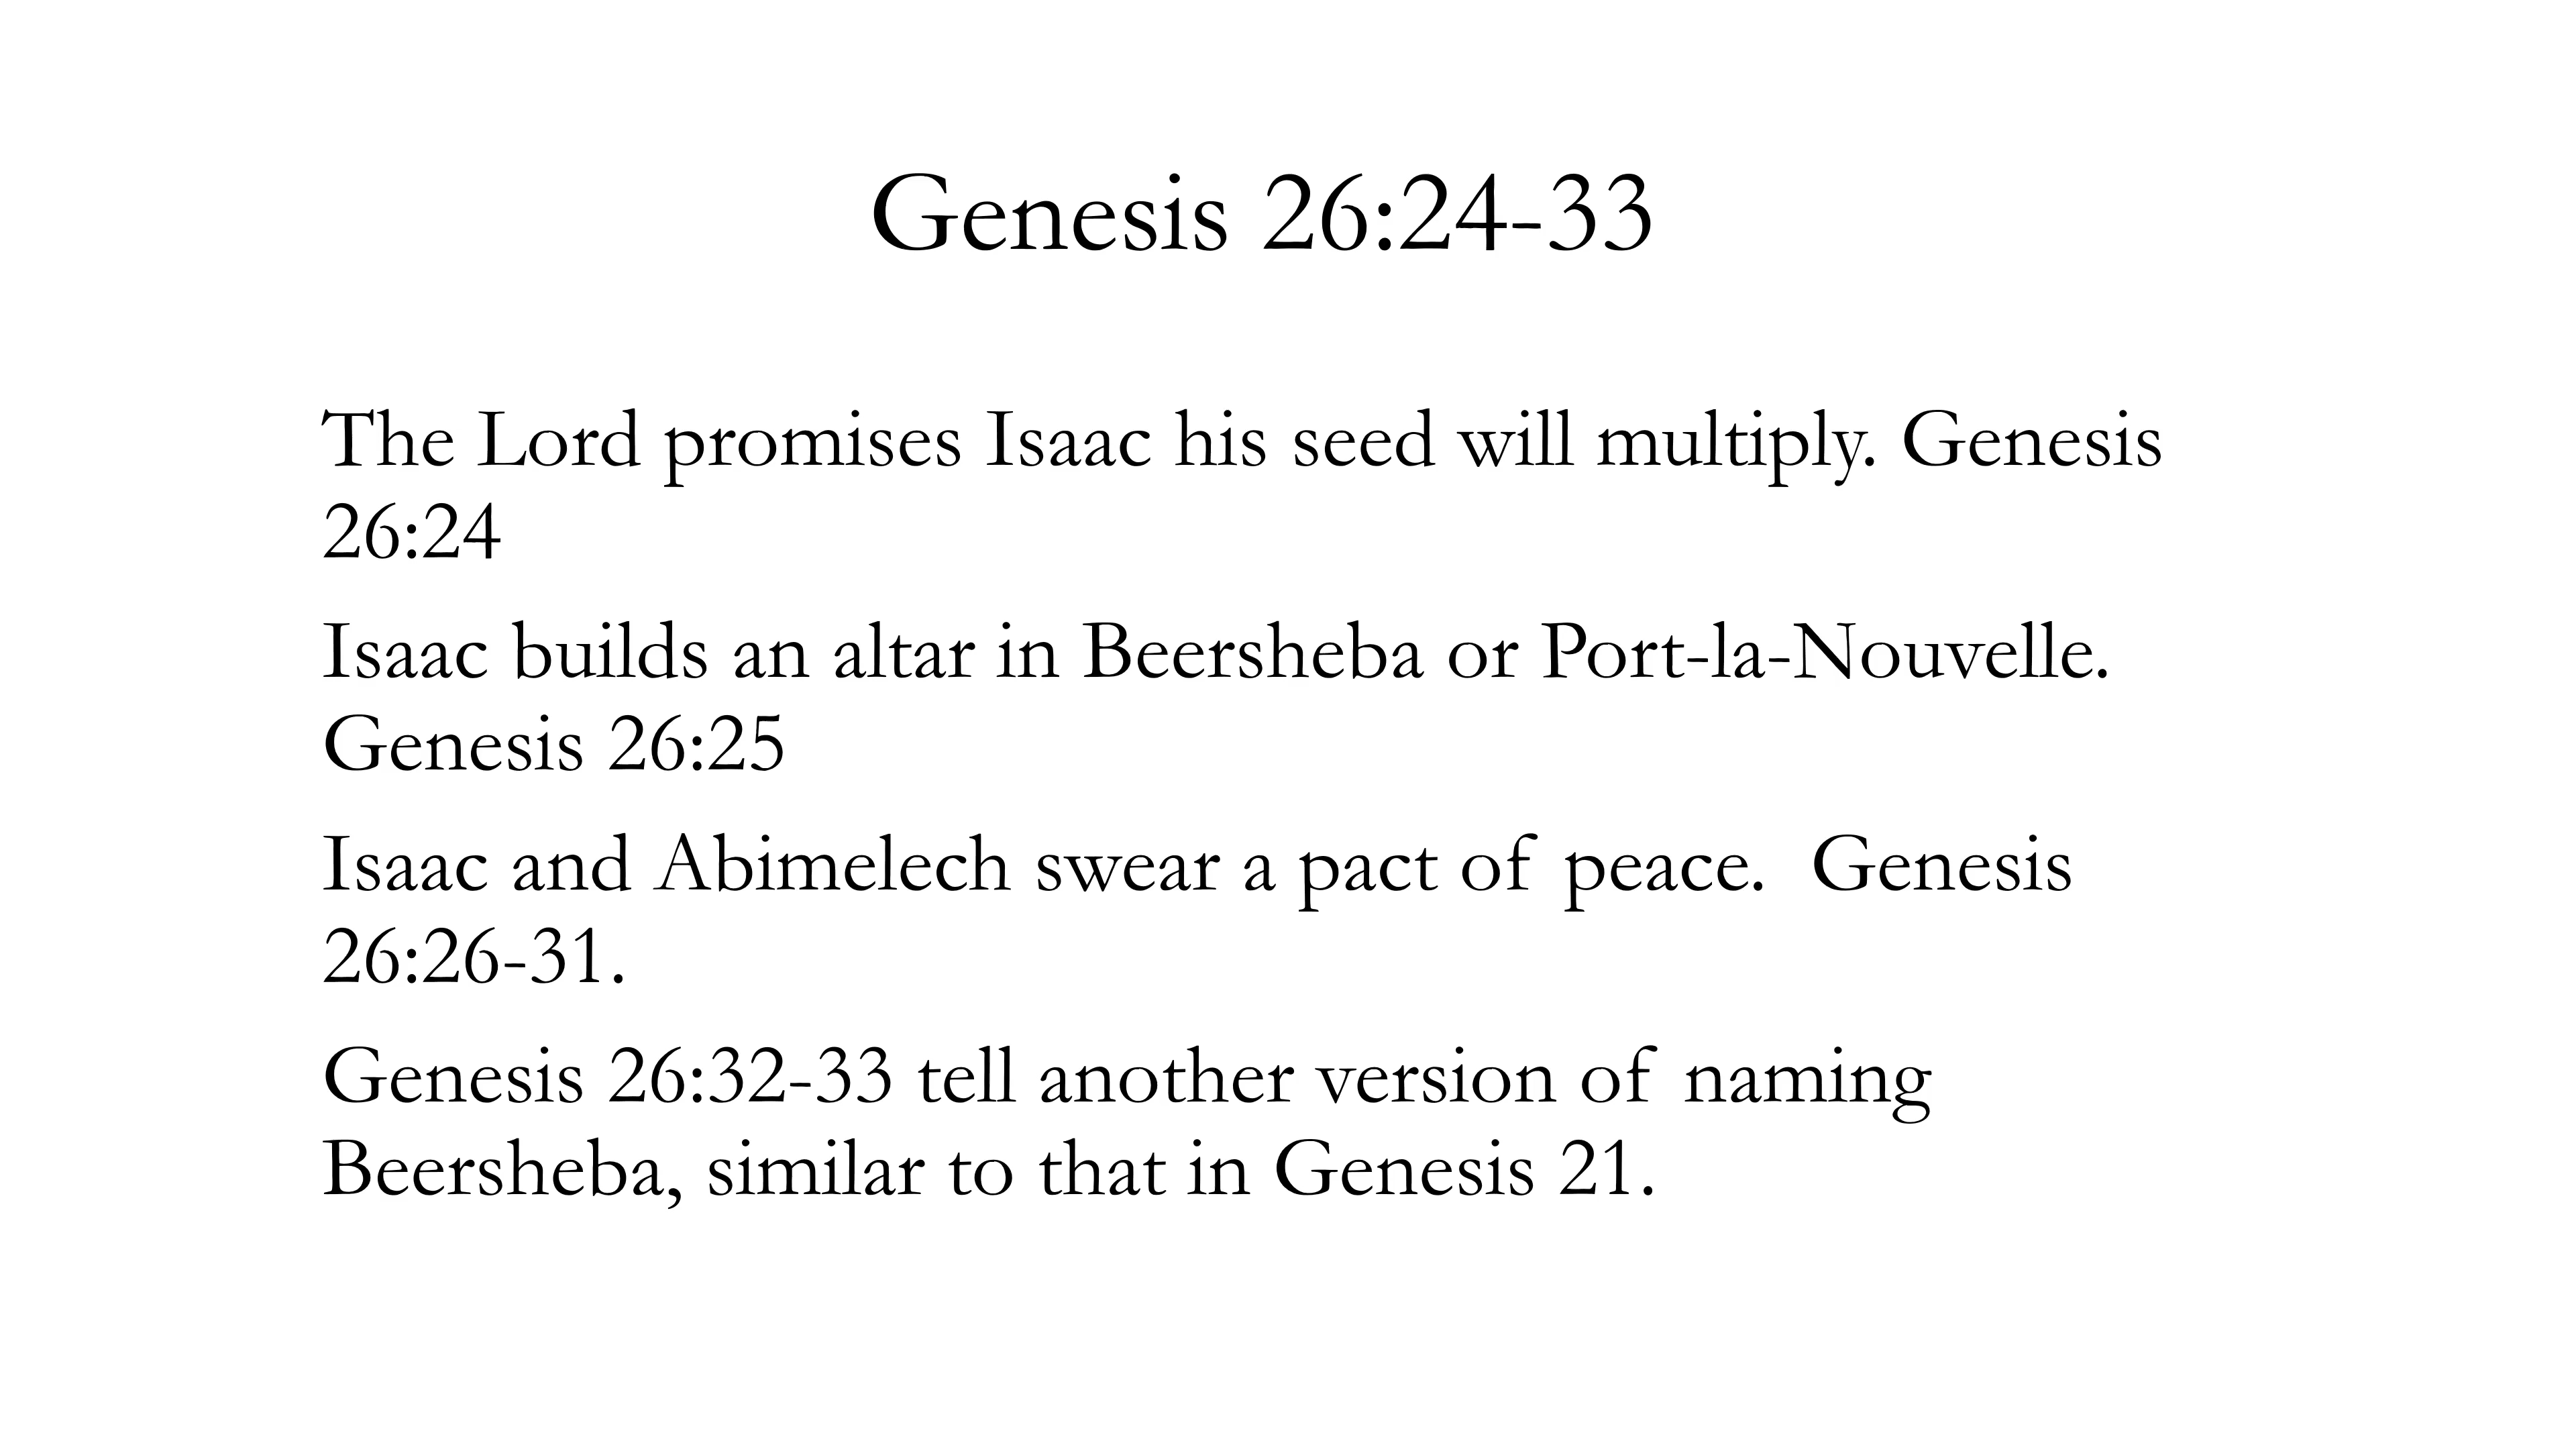 Genesis 26:24-33
The Lord promises Isaac his seed will multiply. Genesis
26:24
Isaac builds an altar in Beersheba or Port-la-Nouvelle.
Genesis 26:25
Isaac and Abimelech swear a pact of peace.  Genesis
26:26-31.
Genesis 26:32-33 tell another version of naming
Beersheba, similar to that in Genesis 21.